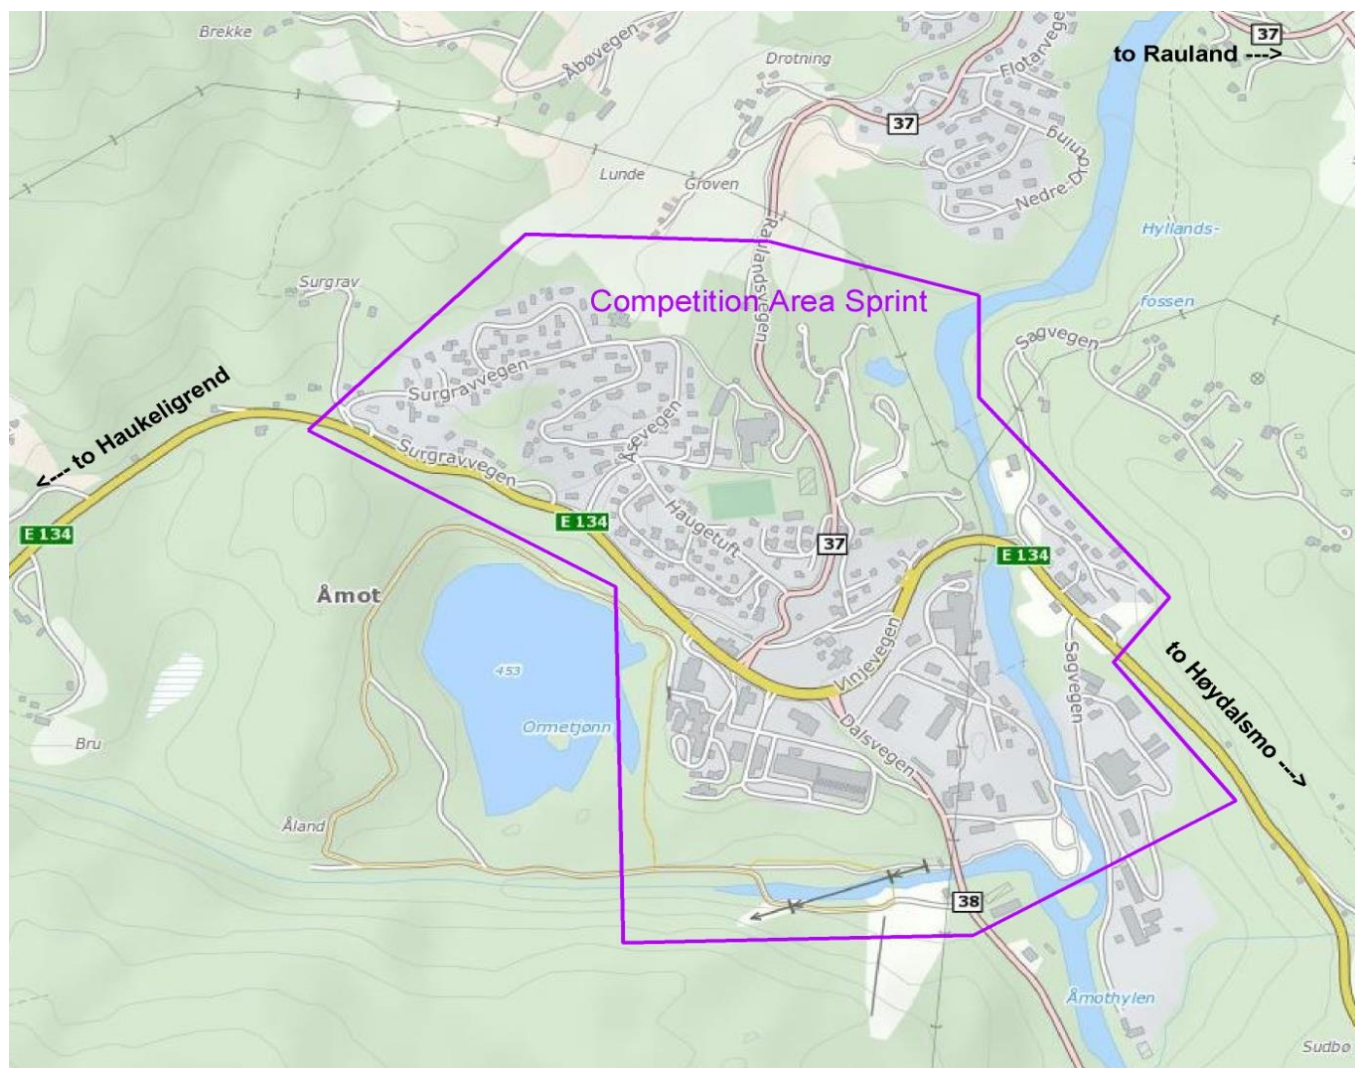 Brekke
Åbøvegen
Drotning
Flotarvegen
37
to Rauland --->
37
Lunde
Groven
Nedre-Drotning
Raulandsvegen
Hyllands-
fossen
Surgrav
Competition Area Sprint
Sagvegen
Surgravvegen
<--- to Haukeligrend
Åsevegen
Surgravvegen
Haugetuft
E 134
E 134
37
E 134
Åmot
Vinjevegen
Sagvegen
to Høydalsmo --->
453
Ormetjønn
Dalsvegen
Bru
Åland
38
Åmothylen
Sudbø